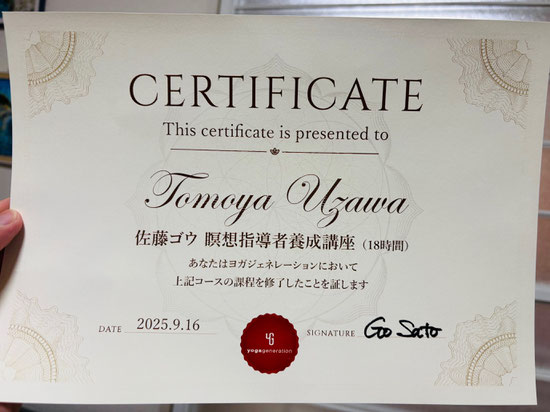 CERTIFICATE
This certificate is presented to
Tomoya Uzawa
佐藤ゴウ 瞑想指導者養成講座（18時間）
あなたはヨガジェネレーションにおいて
上記コースの課程を修了したことを証します
DATE 2025.9.16
YG
yogageneration
SIGNATURE Go Sato